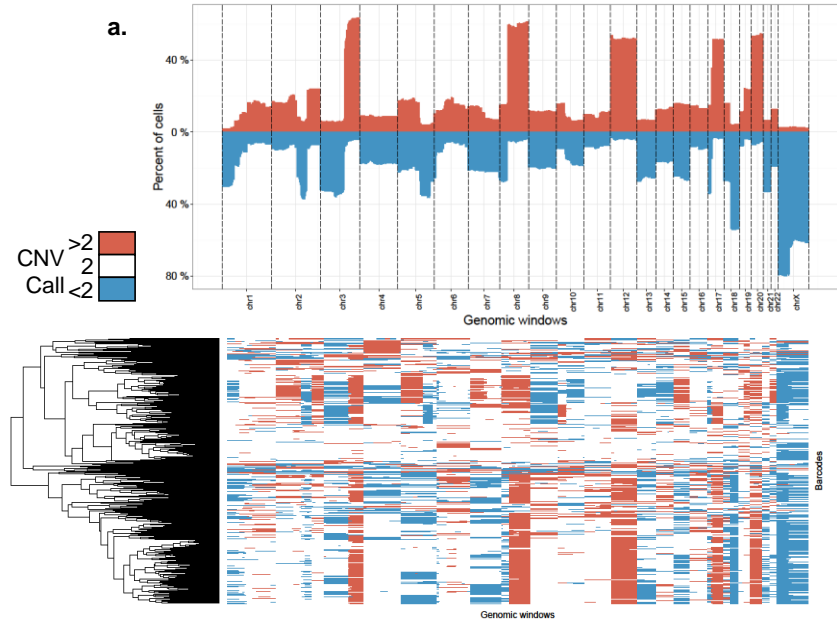 a.
40 %
0 %
40 %
80 %
Percent of cells
CNV
Call
>2
2
<2
chr1
chr2
chr3
chr4
chr5
chr6
chr7
chr8
chr9
chr10
chr11
chr12
chr13
chr14
chr15
chr16
chr17
chr18
chr19
chr20
chr21
chr22
chrX
Genomic windows
Barcodes
Genomic windows